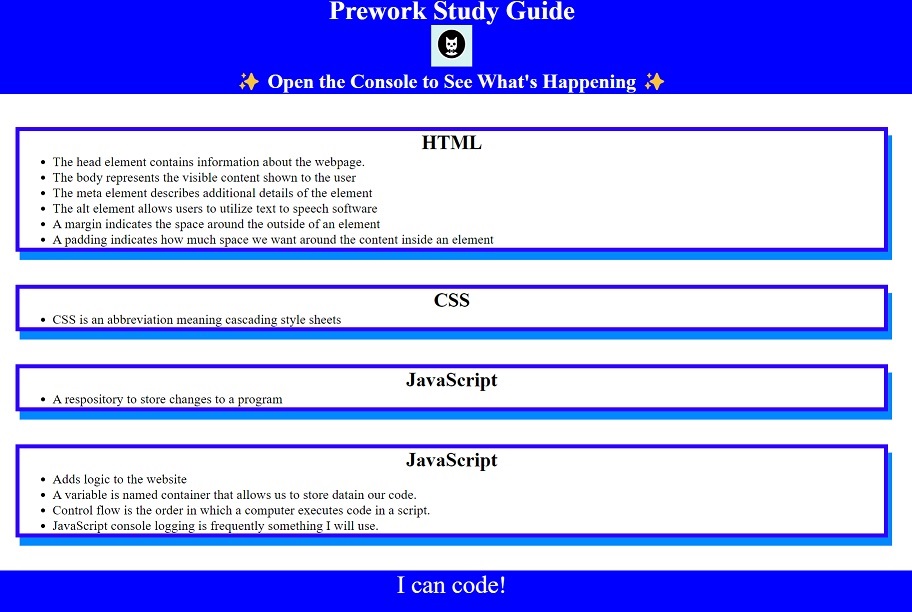 Prework Study Guide
✨ Open the Console to See What's Happening ✨
HTML
• The head element contains information about the webpage.
• The body represents the visible content shown to the user
• The meta element describes additional details of the element
• The alt element allows users to utilize text to speech software
• A margin indicates the space around the outside of an element
• A padding indicates how much space we want around the content inside an element
CSS
• CSS is an abbreviation meaning cascading style sheets
JavaScript
• A respository to store changes to a program
JavaScript
• Adds logic to the website
• A variable is named container that allows us to store datain our code.
• Control flow is the order in which a computer executes code in a script.
• JavaScript console logging is frequently something I will use.
I can code!